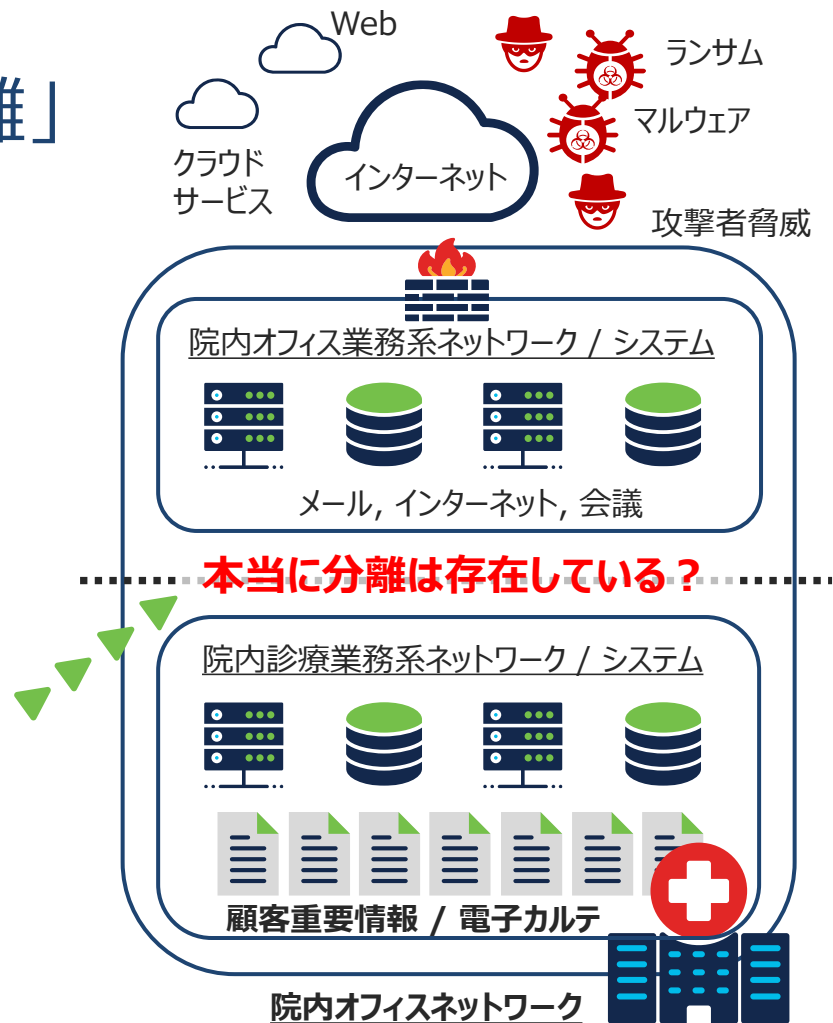 離」
Web
ランサム
マルウェア
クラウド
サービス
インターネット
攻撃者脅威
院内オフィス業務系ネットワーク / システム
メール, インターネット, 会議
本当に分離は存在している？
院内診療業務系ネットワーク / システム
顧客重要情報 / 電子カルテ
院内オフィスネットワーク